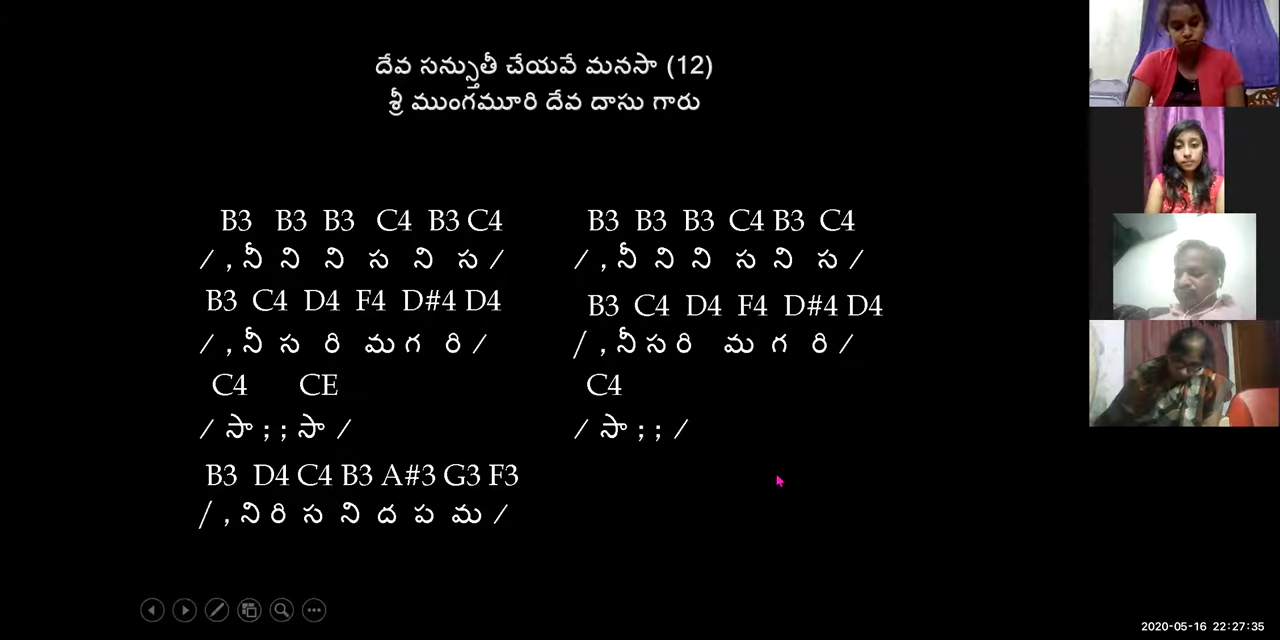 దేవ సన్స్తుతీ చేయవే మనసా (12)
శ్రీ ముంగమూరి దేవ దాసు గారు
B3 B3 B3 C4 B3 C4
/ , నీ ని ని స ని స /
B3 C4 D4 F4 D#4 D4
/ , నీ స రి మ గ రి /
C4 CE
/ సా ; ; సా /
B3 D4 C4 B3 A#3 G3 F3
/ , ని రి స ని ద ప మ /
B3 B3 B3 C4 B3 C4
/ , నీ ని ని స ని స /
B3 C4 D4 F4 D#4 D4
/ , నీ స రి మ గ రి /
C4
/ సా ; ; /
2020-05-16 22:27:35